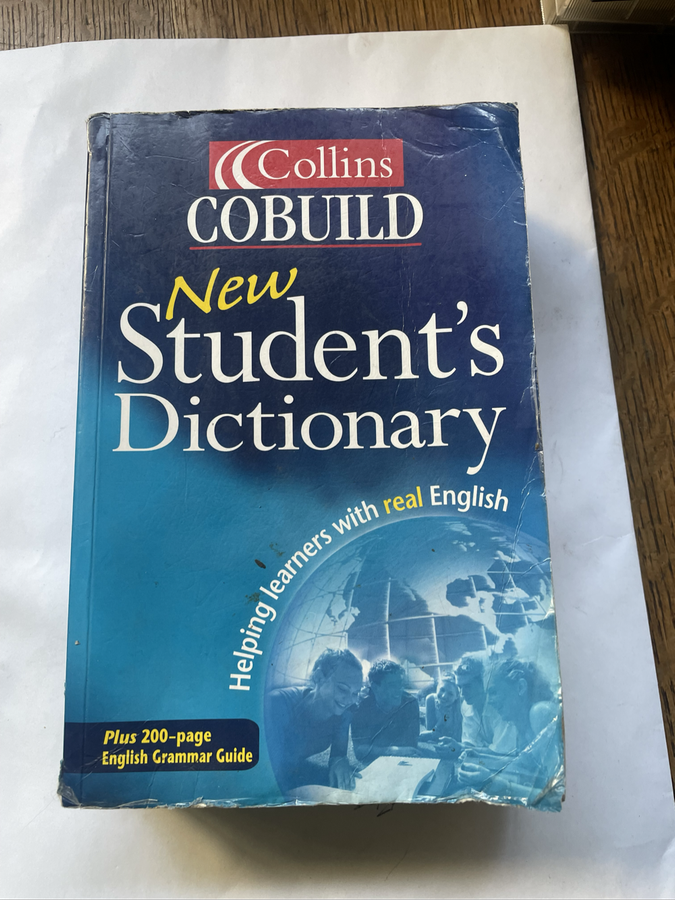 Collins
COBUILD
New
Student's
Dictionary
Helping learners with real English
Plus 200-page
English Grammar Guide